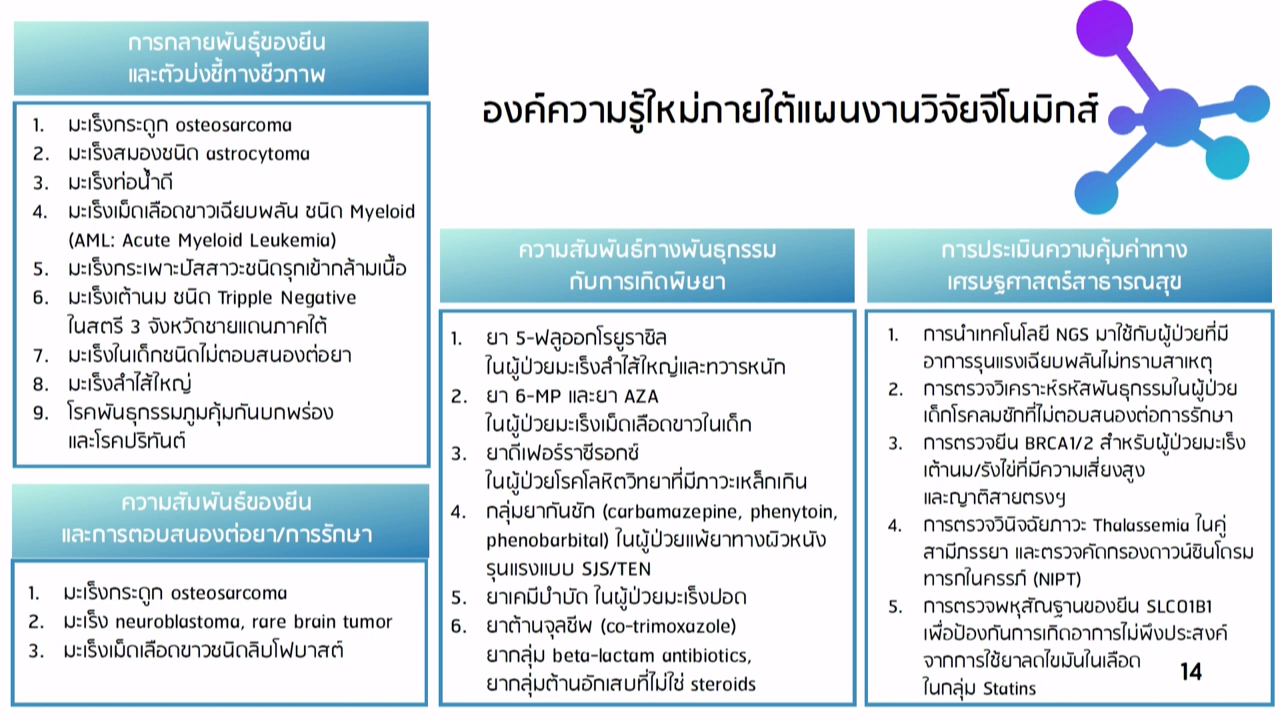 องค์ความรู้ใหม่ภายใต้แผนงานวิจัยจีโนมิกส์
การกลายพันธุ์ของยีน
และตัวบ่งชี้ทางชีวภาพ
1. มะเร็งกระดูก osteosarcoma
2. มะเร็งสมองชนิด astrocytoma
3. มะเร็งท่อน้ำดี
4. มะเร็งเม็ดเลือดขาวเฉียบพลัน ชนิด Myeloid
(AML: Acute Myeloid Leukemia)
5. มะเร็งกระเพาะปัสสาวะชนิดรุกเข้ากล้ามเนื้อ
6. มะเร็งเต้านม ชนิด Tripple Negative
ในสตรี 3 จังหวัดชายแดนภาคใต้
7. มะเร็งในเด็กชนิดไม่ตอบสนองต่อยา
8. มะเร็งลำไส้ใหญ่
9. โรคพันธุกรรมภูมคุ้มกันบกพร่อง
และโรคปริทันต์
ความสัมพันธ์ของยีน
และการตอบสนองต่อยา/การรักษา
1. มะเร็งกระดูก osteosarcoma
2. มะเร็ง neuroblastoma, rare brain tumor
3. มะเร็งเม็ดเลือดขาวชนิดลิบโฟบาสต์
ความสัมพันธ์ทางพันธุกรรม
กับการเกิดพิษยา
1. ยา 5-ฟลูออกโรยูราซิล
ในผู้ป่วยมะเร็งลำไส้ใหญ่และทวารหนัก
2. ยา 6-MP และยา AZA
ในผู้ป่วยมะเร็งเม็ดเลือดขาวในเด็ก
3. ยาดีเฟอร์ราซีรอกซ์
ในผู้ป่วยโรคโลหิตวิทยาที่มีภาวะเหล็กเกิน
4. กลุ่มยากันชัก (carbamazepine, phenytoin,
phenobarbital) ในผู้ป่วยแพ้ยาทางผิวหนัง
รุนแรงแบบ SJS/TEN
5. ยาเคมีบำบัด ในผู้ป่วยมะเร็งปอด
6. ยาต้านจุลชีพ (co-trimoxazole)
ยากลุ่ม beta-lactam antibiotics,
ยากลุ่มต้านอักเสบที่ไม่ใช่ steroids
การประเมินความคุ้มค่าทาง
เศรษฐศาสตร์สาธารณสุข
1. การนำเทคโนโลยี NGS มาใช้กับผู้ป่วยที่มี
อาการรุนแรงเฉียบพลันไม่ทราบสาเหตุ
2. การตรวจวิเคราะห์รหัสพันธุกรรมในผู้ป่วย
เด็กโรคลมชักที่ไม่ตอบสนองต่อการรักษา
3. การตรวจยีน BRCA1/2 สำหรับผู้ป่วยมะเร็ง
เต้านม/รังไข่ที่มีความเสี่ยงสูง
และญาติสายตรงฯ
4. การตรวจวินิจฉัยภาวะ Thalassemia ในคู่
สามีภรรยา และตรวจคัดกรองดาวน์ซินโดรม
ทารกในครรภ์ (NIPT)
5. การตรวจพหุสัณฐานของยีน SLCO1B1
เพื่อป้องกันการเกิดอาการไม่พึงประสงค์
จากการใช้ยาลดไขมันในเลือด
ในกลุ่ม Statins
14